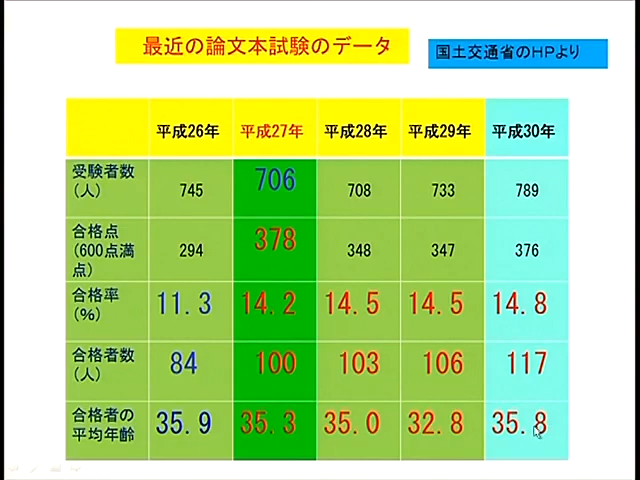 最近の論文本試験のデータ
国土交通省のHPより
平成26年 平成27年 平成28年 平成29年 平成30年
受験者数
(人) 745 706 708 733 789
合格点
(600点満
点) 294 378 348 347 376
合格率
(%) 11.3 14.2 14.5 14.5 14.8
合格者数
(人) 84 100 103 106 117
合格者の
平均年齢 35.9 35.3 35.0 32.8 35.8